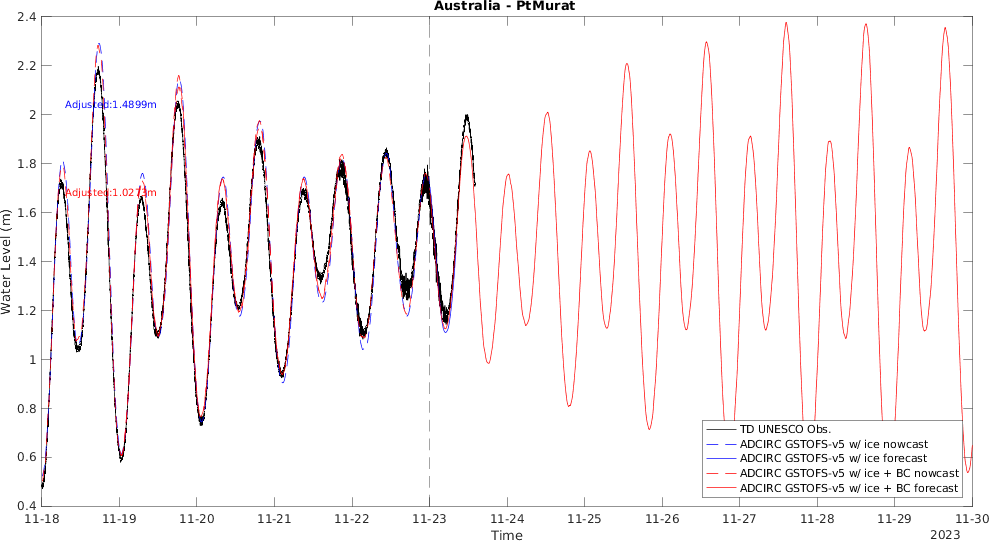 Australia - PtMurat
2.4
2.2
2
1.8
1.6
1.4
1.2
1
0.8
0.6
0.4
Water Level (m)
Adjusted:1.4899m
Adjusted:1.0273m
TD UNESCO Obs.
ADCIRC GSTOFS-v5 w/ ice nowcast
ADCIRC GSTOFS-v5 w/ ice forecast
ADCIRC GSTOFS-v5 w/ ice + BC nowcast
ADCIRC GSTOFS-v5 w/ ice + BC forecast
11-18 11-19 11-20 11-21 11-22 11-23 11-24 11-25 11-26 11-27 11-28 11-29 11-30
Time
2023